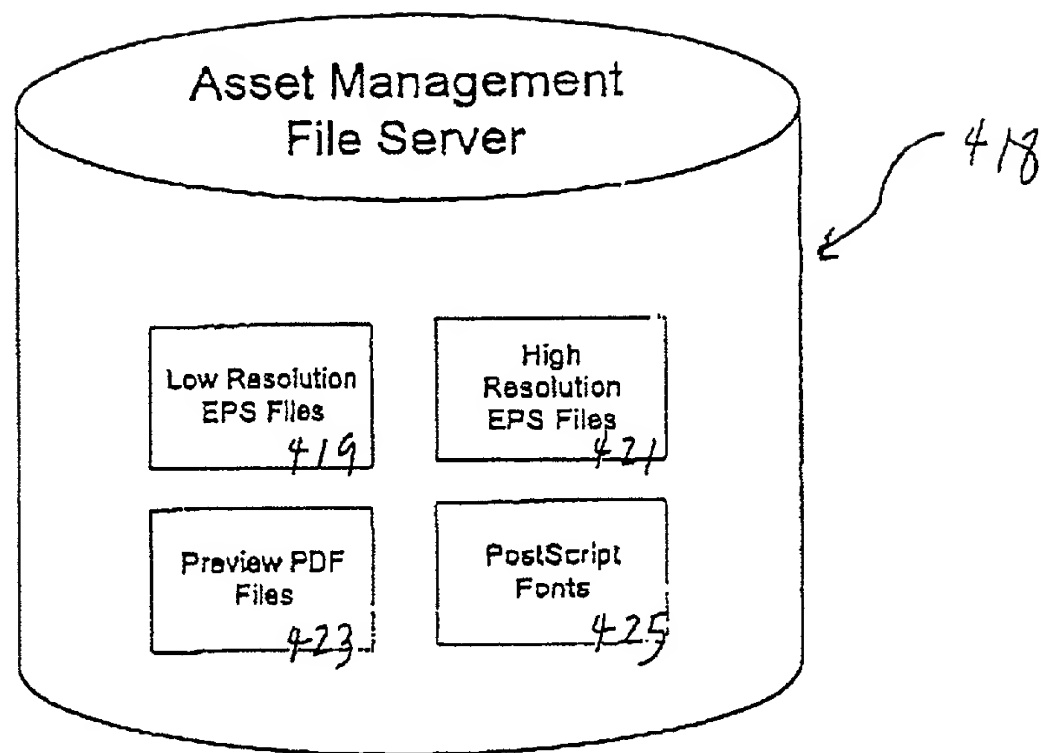 Asset Management
File Server
418
Low Resolution
EPS Files
419
High
Resolution
EPS Files
421
Preview PDF
Files
423
PostScript
Fonts
425